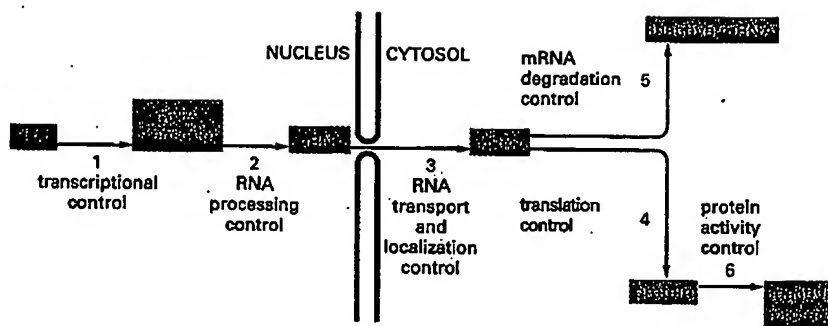 NUCLEUS
CYTOSOL
1
transcriptional
control
2
RNA
processing
control
3
RNA
transport
and
localization
control
mRNA
degradation
control
5
translation
control
4
protein
activity
control
6